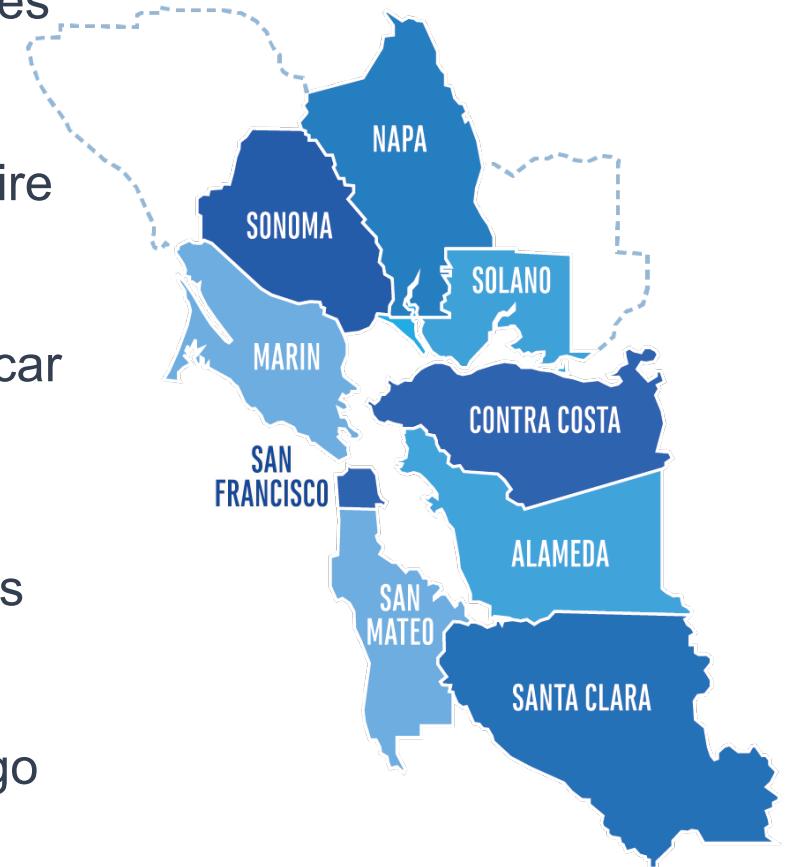 es
NAPA
ire
SONOMA
SOLANO
MARIN
car
CONTRA COSTA
SAN
FRANCISCO
ALAMEDA
s
SAN
MATEO
SANTA CLARA
go